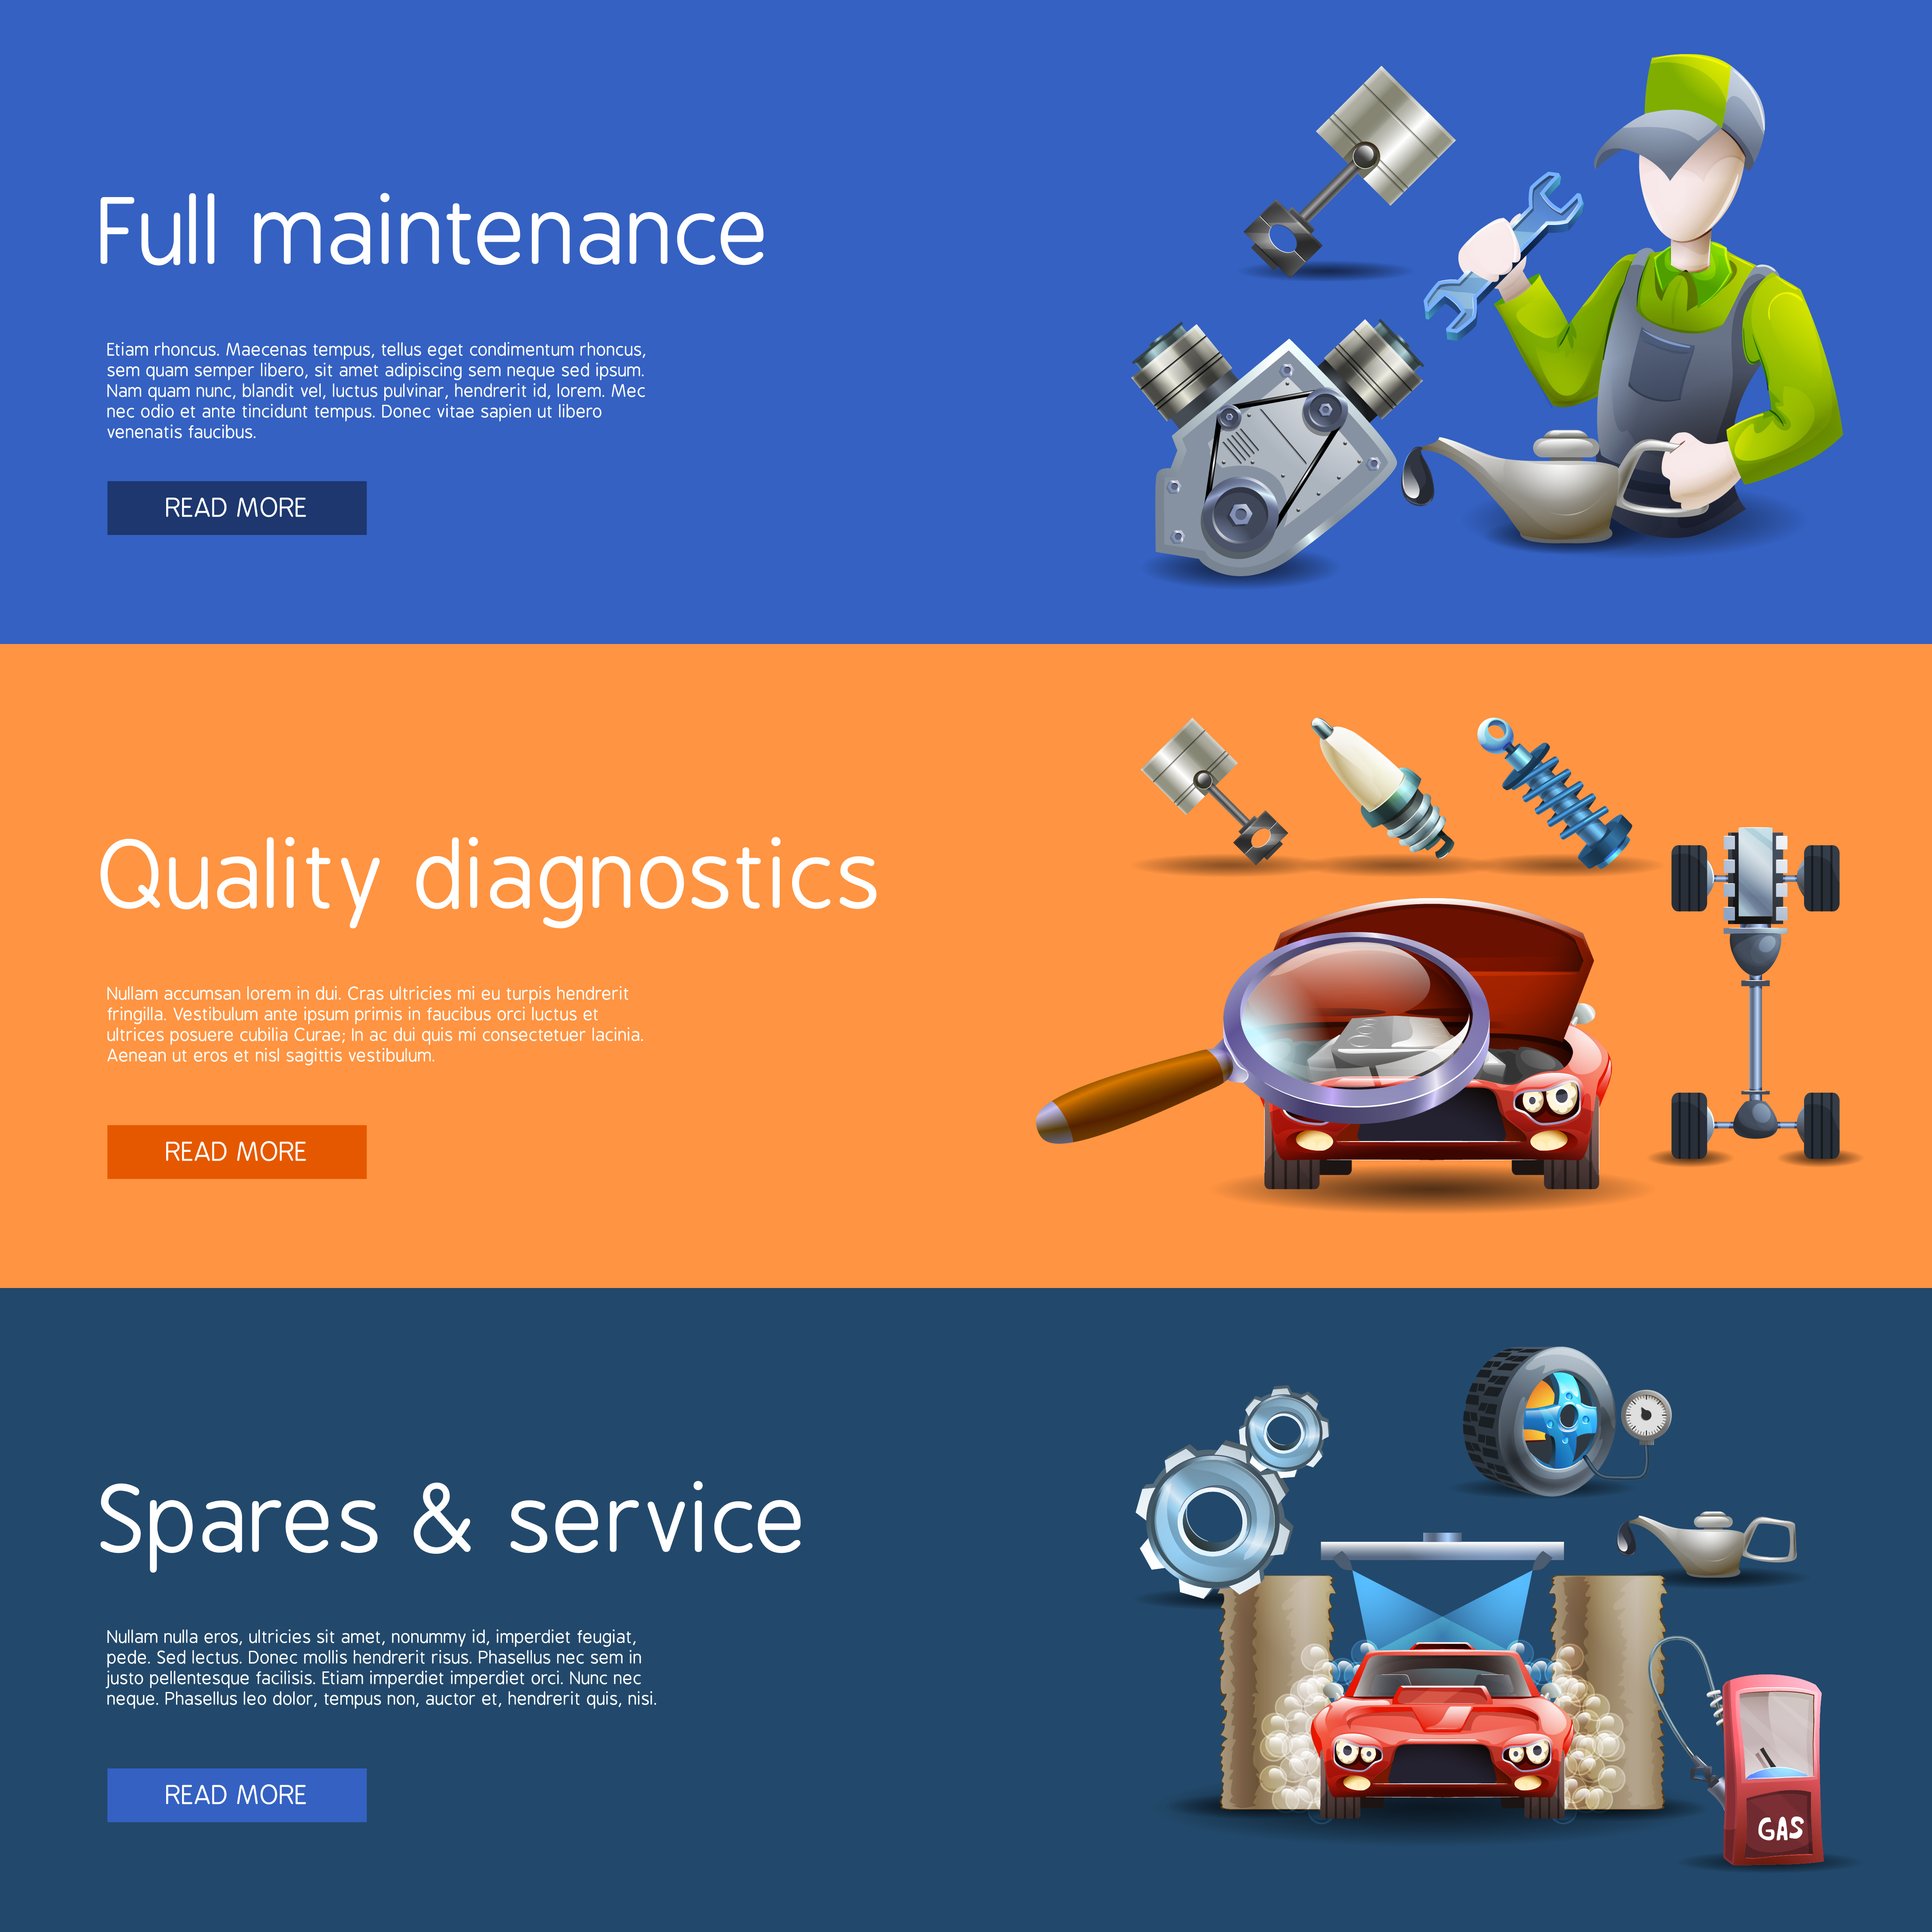 Full maintenance
Etiam rhoncus. Maecenas tempus, tellus eget condimentum rhoncus,
sem quam semper libero, sit amet adipiscing sem neque sed ipsum.
Nam quam nunc, blandit vel, luctus pulvinar, hendrerit id, lorem. Mec
nec odio et ante tincidunt tempus. Donec vitae sapien ut libero
venenatis faucibus.
READ MORE
Quality diagnostics
Nullam accumsan lorem in dui. Cras ultricies mi eu turpis hendrerit
fringilla. Vestibulum ante ipsum primis in faucibus orci luctus et
ultrices posuere cubilia Curae; In ac dui quis mi consectetuer lacinia.
Aenean ut eros et nisl sagittis vestibulum.
READ MORE
Spares & service
Nullam nulla eros, ultricies sit amet, nonummy id, imperdiet feugiat,
pede. Sed lectus. Donec mollis hendrerit risus. Phasellus nec sem in
justo pellentesque facilisis. Etiam imperdiet imperdiet orci. Nunc nec
neque. Phasellus leo dolor, tempus non, auctor et, hendrerit quis, nisi.
READ MORE
GAS